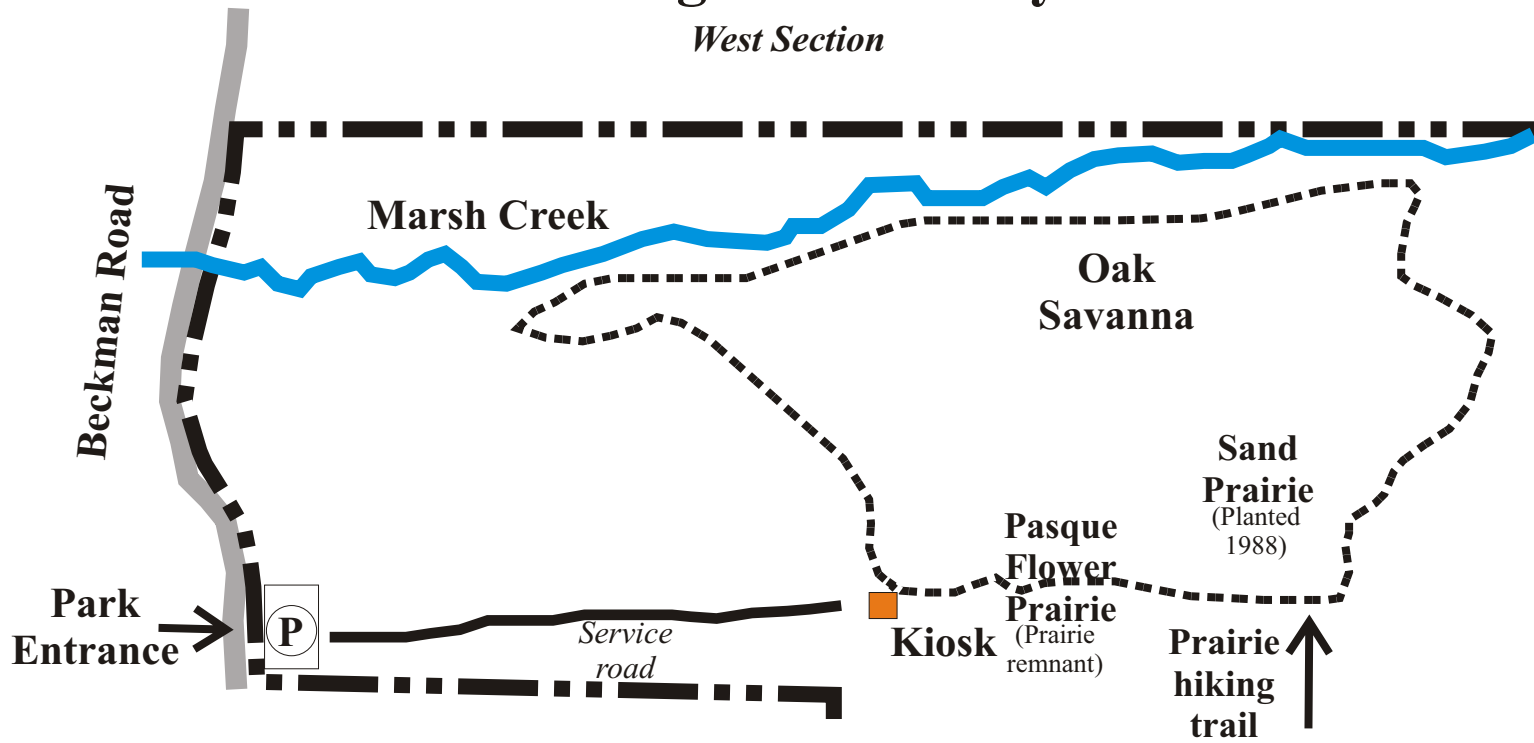 West Section
Marsh Creek
Beckman Road
Oak
Savanna
Sand
Prairie
(Planted
1988)
Pasque
Flower
Prairie
(Prairie
remnant)
Park
Entrance
P
Service
road
Kiosk
Prairie
hiking
trail